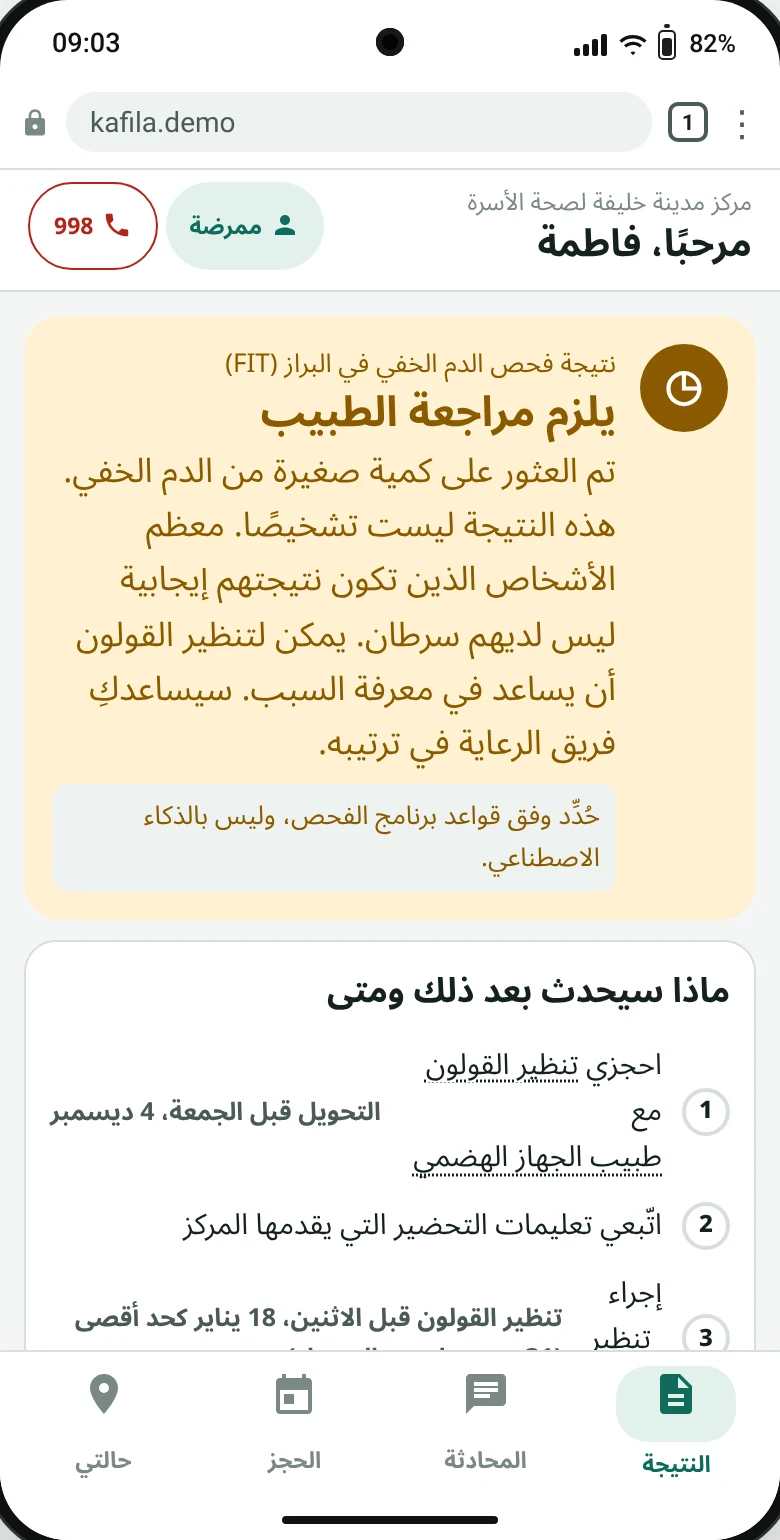 09:03
82%
kafila.demo
1
مركز مدينة خليفة لصحة الأسرة
مرحبًا، فاطمة
ممرضة
998
نتيجة فحص الدم الخفي في البراز (FIT)
يلزم مراجعة الطبيب
تم العثور على كمية صغيرة من الدم الخفي.
هذه النتيجة ليست تشخيصًا. معظم
الأشخاص الذين تكون نتيجتهم إيجابية
ليس لديهم سرطان. يمكن لتنظير القولون
أن يساعد في معرفة السبب. سيساعدكِ
فريق الرعاية في ترتيبه.
حُدِّد وفق قواعد برنامج الفحص، وليس بالذكاء
الاصطناعي.
ماذا سيحدث بعد ذلك ومتى
1
احجزي تنظير القولون
مع
طبيب الجهاز الهضمي
التحويل قبل الجمعة، 4 ديسمبر
2
اتّبعي تعليمات التحضير التي يقدمها المركز
3
إجراء
تنظير
تنظير القولون قبل الاثنين، 18 يناير كحد أقصى
النتيجة
المحادثة
الحجز
حالتي